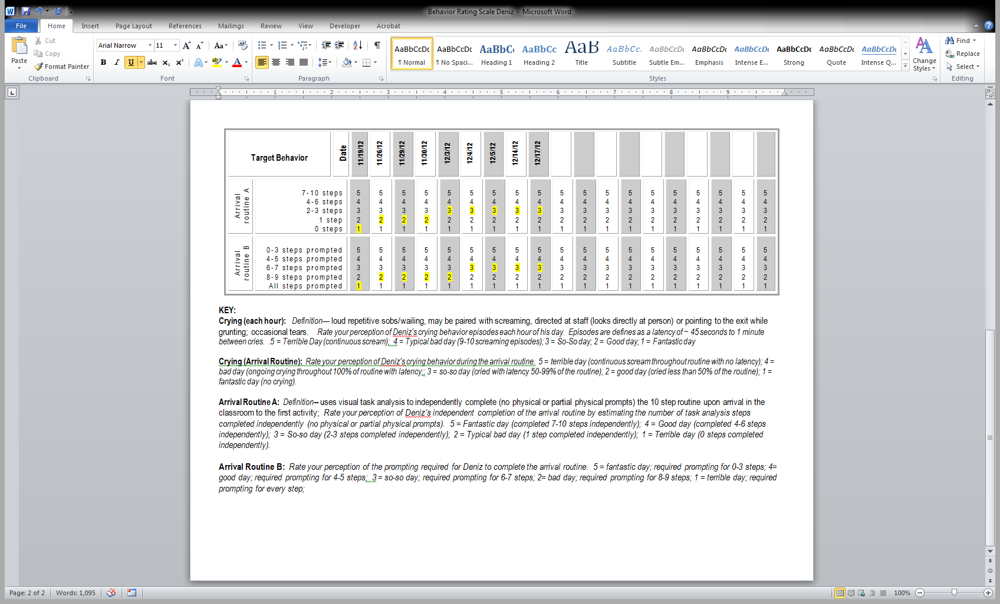 Behavior Rating Scale Deniz - Microsoft Word
File Home Insert Page Layout References Mailings Review View Developer Acrobat
Paste
Cut
Copy
Format Painter
Clipboard
Arial Narrow 11
Font
Paragraph
AaBbCcDc AaBbCcDc AaBbC AaBbCc AaB AaBbCc. AaBbCcDc AaBbCcDc AaBbCcDc AaBbCcDc AaBbCcDc AaBbCcDc
¶ Normal ¶ No Spaci... Heading 1 Heading 2 Title Subtitle Subtle Em... Emphasis Intense E... Strong Quote Intense Q...
Change Styles
Styles
Find
Replace
Select
Editing
1 2 3 4 5 6 7 8 9
Target Behavior Date 11/19/12 11/26/12 11/29/12 11/30/12 12/3/12 12/4/12 12/5/12 12/14/12 12/17/12
Arrival routine A
7-10 steps 5 5 5 5 5 5 5 5 5 5 5 5 5 5 5 5 5 5 5
4-6 steps 4 4 4 4 4 4 4 4 4 4 4 4 4 4 4 4 4 4 4
2-3 steps 3 3 3 3 3 3 3 3 3 3 3 3 3 3 3 3 3 3 3
1 step 2 2 2 2 2 2 2 2 2 2 2 2 2 2 2 2 2 2 2
0 steps 1 1 1 1 1 1 1 1 1 1 1 1 1 1 1 1 1 1 1
Arrival routine B
0-3 steps prompted 5 5 5 5 5 5 5 5 5 5 5 5 5 5 5 5 5 5 5
4-5 steps prompted 4 4 4 4 4 4 4 4 4 4 4 4 4 4 4 4 4 4 4
6-7 steps prompted 3 3 3 3 3 3 3 3 3 3 3 3 3 3 3 3 3 3 3
8-9 steps prompted 2 2 2 2 2 2 2 2 2 2 2 2 2 2 2 2 2 2 2
All steps prompted 1 1 1 1 1 1 1 1 1 1 1 1 1 1 1 1 1 1 1
KEY:
Crying (each hour): Definition— loud repetitive sobs/wailing, may be paired with screaming, directed at staff (looks directly at person) or pointing to the exit while
grunting; occasional tears. Rate your perception of Deniz's crying behavior episodes each hour of his day. Episodes are defines as a latency of ~ 45 seconds to 1 minute
between cries. .5 = Terrible Day (continuous scream); 4 = Typical bad day (9-10 screaming episodes); 3 = So-So day; 2 = Good day; 1 = Fantastic day
Crying (Arrival Routine): Rate your perception of Deniz's crying behavior during the arrival routine. 5 = terrible day (continuous scream throughout routine with no latency); 4 =
bad day (ongoing crying throughout 100% of routine with latency;; 3 = so-so day (cried with latency 50-99% of the routine); 2 = good day (cried less than 50% of the routine); 1 =
fantastic day (no crying).
Arrival Routine A: Definition-- uses visual task analysis to independently complete (no physical or partial physical prompts) the 10 step routine upon arrival in the
classroom to the first activity; Rate your perception of Deniz's independent completion of the arrival routine by estimating the number of task analysis steps
completed independently (no physical or partial physical prompts). 5 = Fantastic day (completed 7-10 steps independently); 4 = Good day (completed 4-6 steps
independently); 3 = So-so day (2-3 steps completed independently); 2 = Typical bad day (1 step completed independently); 1 = Terrible day (0 steps completed
independently).
Arrival Routine B: Rate your perception of the prompting required for Deniz to complete the arrival routine. 5 = fantastic day; required prompting for 0-3 steps; 4=
good day; required prompting for 4-5 steps; 3 = so-so day; required prompting for 6-7 steps; 2= bad day; required prompting for 8-9 steps; 1 = terrible day; required
prompting for every step;
Page: 2 of 2 Words: 1,095 100%